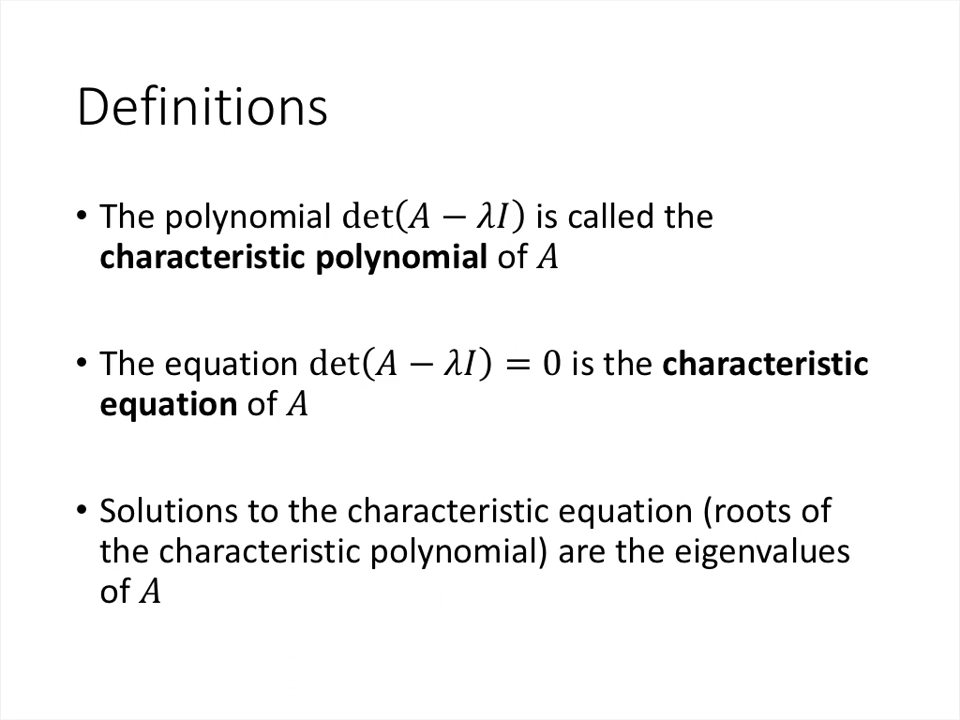 Definitions
• The polynomial det(𝐴 − 𝜆𝐼) is called the
characteristic polynomial of 𝐴
• The equation det(𝐴 − 𝜆𝐼) = 0 is the characteristic
equation of 𝐴
• Solutions to the characteristic equation (roots of
the characteristic polynomial) are the eigenvalues
of 𝐴